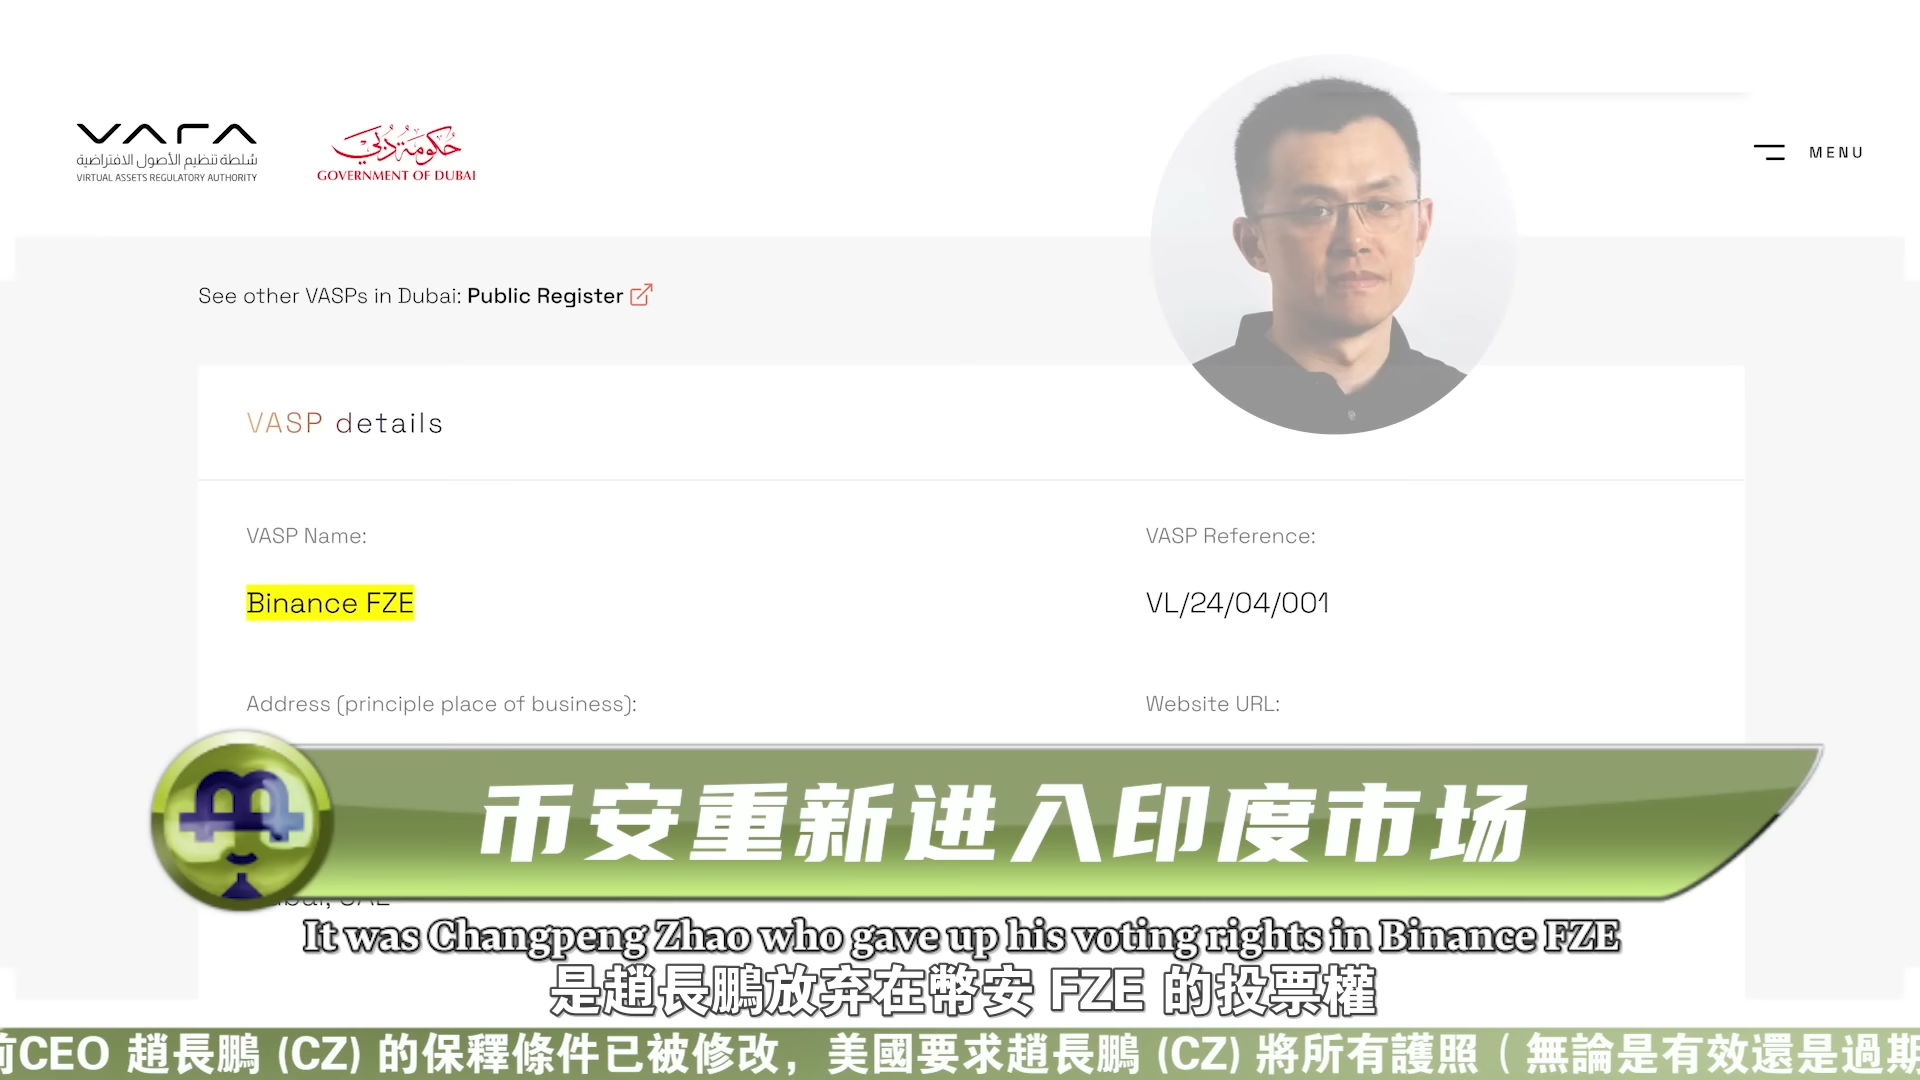 VARA
سُلطة تنظيم الأصول الافتراضية
VIRTUAL ASSETS REGULATORY AUTHORITY
حكومة دبي
GOVERNMENT OF DUBAI
MENU
See other VASPs in Dubai: Public Register
VASP details
VASP Name:
VASP Reference:
Binance FZE
VL/24/04/001
Address (principle place of business):
Website URL:
币安重新进入印度市场
It was Changpeng Zhao who gave up his voting rights in Binance FZE
是趙長鵬放弃在幣安 FZE 的投票權
前CEO 趙長鵬 (CZ) 的保釋條件已被修改，美國要求趙長鵬 (CZ) 將所有護照（無論是有效還是過期